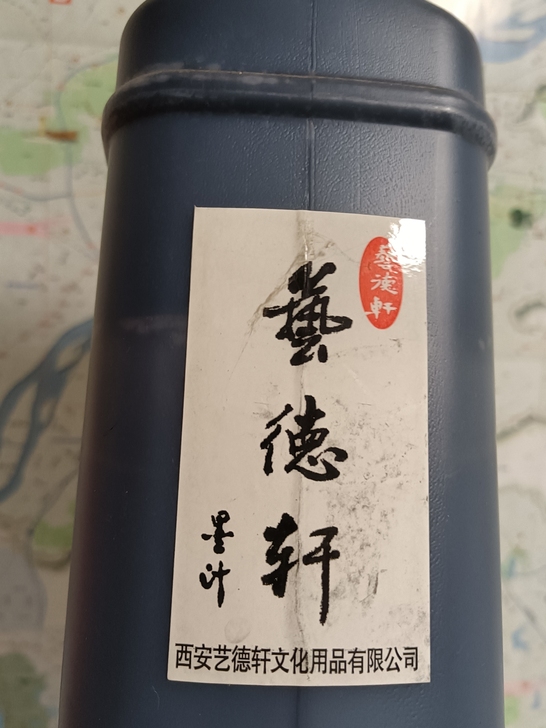 藝德軒
藝德轩
墨汁
西安艺德轩文化用品有限公司